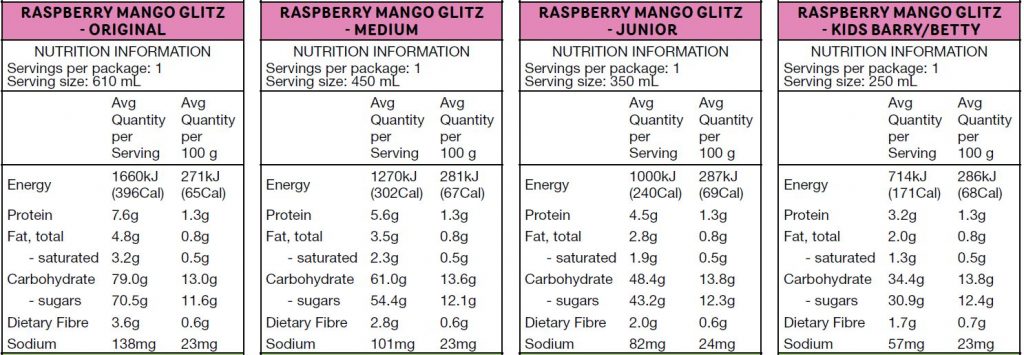 RASPBERRY MANGO GLITZ
- ORIGINAL
NUTRITION INFORMATION
Servings per package: 1
Serving size: 610 mL
Avg Quantity per Serving Avg Quantity per 100 g
Energy 1660kJ (396Cal) 271kJ (65Cal)
Protein 7.6g 1.3g
Fat, total 4.8g 0.8g
- saturated 3.2g 0.5g
Carbohydrate 79.0g 13.0g
- sugars 70.5g 11.6g
Dietary Fibre 3.6g 0.6g
Sodium 138mg 23mg
RASPBERRY MANGO GLITZ
- MEDIUM
NUTRITION INFORMATION
Servings per package: 1
Serving size: 450 mL
Avg Quantity per Serving Avg Quantity per 100 g
Energy 1270kJ (302Cal) 281kJ (67Cal)
Protein 5.6g 1.3g
Fat, total 3.5g 0.8g
- saturated 2.3g 0.5g
Carbohydrate 61.0g 13.6g
- sugars 54.4g 12.1g
Dietary Fibre 2.8g 0.6g
Sodium 101mg 23mg
RASPBERRY MANGO GLITZ
- JUNIOR
NUTRITION INFORMATION
Servings per package: 1
Serving size: 350 mL
Avg Quantity per Serving Avg Quantity per 100 g
Energy 1000kJ (240Cal) 287kJ (69Cal)
Protein 4.5g 1.3g
Fat, total 2.8g 0.8g
- saturated 1.9g 0.5g
Carbohydrate 48.4g 13.8g
- sugars 43.2g 12.3g
Dietary Fibre 2.0g 0.6g
Sodium 82mg 24mg
RASPBERRY MANGO GLITZ
- KIDS BARRY/BETTY
NUTRITION INFORMATION
Servings per package: 1
Serving size: 250 mL
Avg Quantity per Serving Avg Quantity per 100 g
Energy 714kJ (171Cal) 286kJ (68Cal)
Protein 3.2g 1.3g
Fat, total 2.0g 0.8g
- saturated 1.3g 0.5g
Carbohydrate 34.4g 13.8g
- sugars 30.9g 12.4g
Dietary Fibre 1.7g 0.7g
Sodium 57mg 23mg